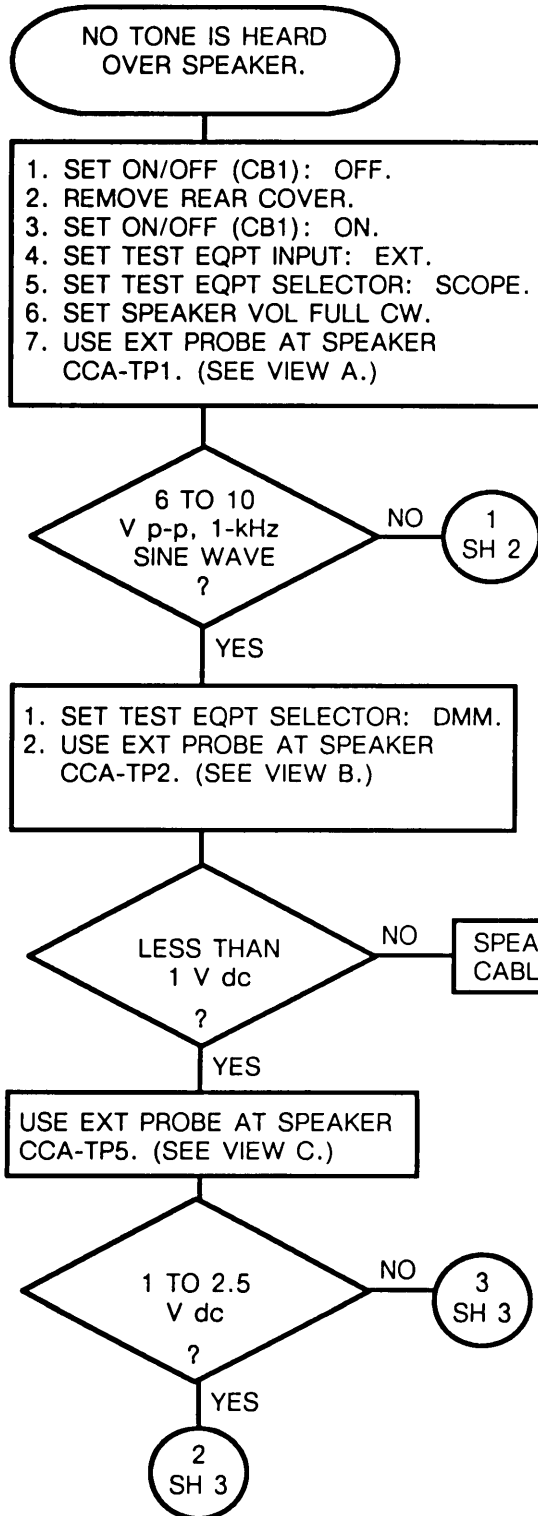 NO TONE IS HEARD
OVER SPEAKER.
1. SET ON/OFF (CB1): OFF.
2. REMOVE REAR COVER.
3. SET ON/OFF (CB1): ON.
4. SET TEST EQPT INPUT: EXT.
5. SET TEST EQPT SELECTOR: SCOPE.
6. SET SPEAKER VOL FULL CW.
7. USE EXT PROBE AT SPEAKER
CCA-TP1. (SEE VIEW A.)
6 TO 10
V p-p, 1-kHz
SINE WAVE
?
NO
1
SH 2
YES
1. SET TEST EQPT SELECTOR: DMM.
2. USE EXT PROBE AT SPEAKER
CCA-TP2. (SEE VIEW B.)
LESS THAN
1 V dc
?
NO
YES
USE EXT PROBE AT SPEAKER
CCA-TP5. (SEE VIEW C.)
1 TO 2.5
V dc
?
NO
3
SH 3
YES
2
SH 3